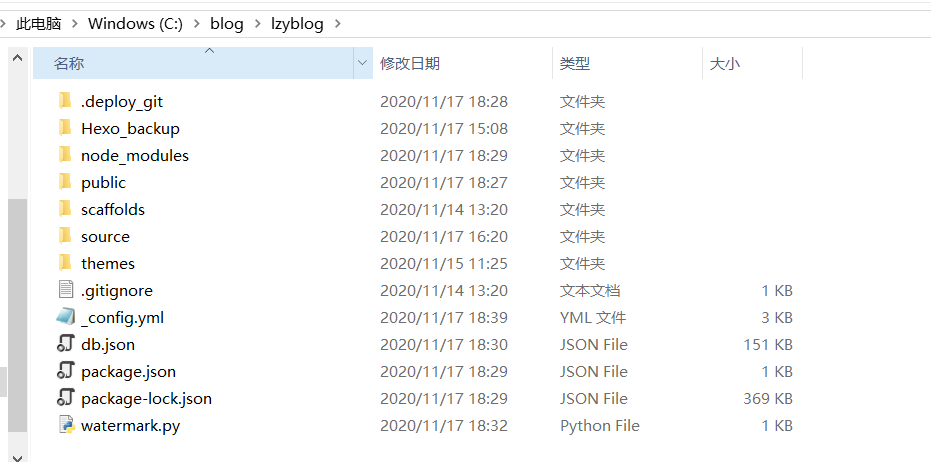 此电脑 > Windows (C:) > blog > lzyblog >
名称 修改日期 类型 大小
.deploy_git 2020/11/17 18:28 文件夹
Hexo_backup 2020/11/17 15:08 文件夹
node_modules 2020/11/17 18:29 文件夹
public 2020/11/17 18:27 文件夹
scaffolds 2020/11/14 13:20 文件夹
source 2020/11/17 16:20 文件夹
themes 2020/11/15 11:25 文件夹
.gitignore 2020/11/14 13:20 文本文档 1 KB
_config.yml 2020/11/17 18:39 YML 文件 3 KB
db.json 2020/11/17 18:30 JSON File 151 KB
package.json 2020/11/17 18:29 JSON File 1 KB
package-lock.json 2020/11/17 18:29 JSON File 369 KB
watermark.py 2020/11/17 18:32 Python File 1 KB